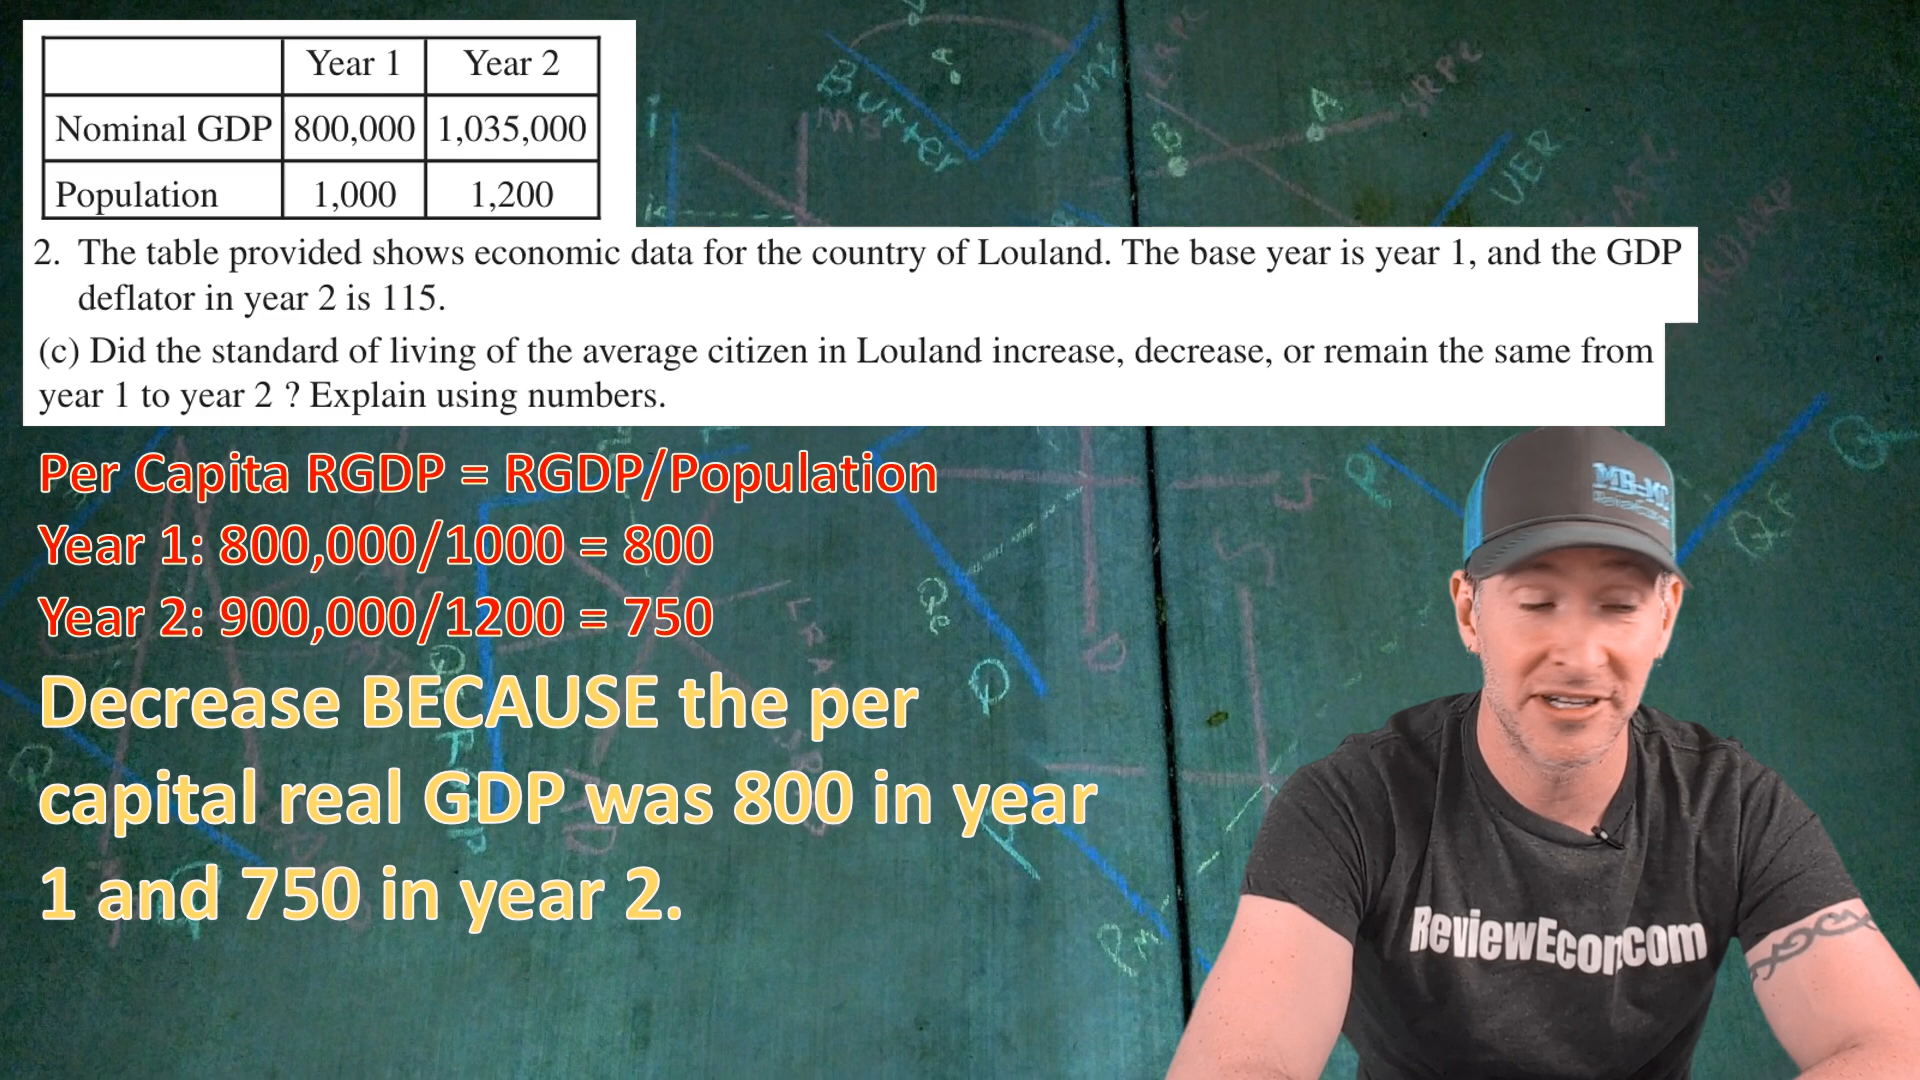 Year 1 Year 2
Nominal GDP 800,000 1,035,000
Population 1,000 1,200
2. The table provided shows economic data for the country of Louland. The base year is year 1, and the GDP
deflator in year 2 is 115.
(c) Did the standard of living of the average citizen in Louland increase, decrease, or remain the same from
year 1 to year 2 ? Explain using numbers.
Per Capita RGDP = RGDP/Population
Year 1: 800,000/1000 = 800
Year 2: 900,000/1200 = 750
Decrease BECAUSE the per
capital real GDP was 800 in year
1 and 750 in year 2.
Butter
Guns
MS
A
B
A
SRPC
VER
P
Q
D
ReviewEcon.com